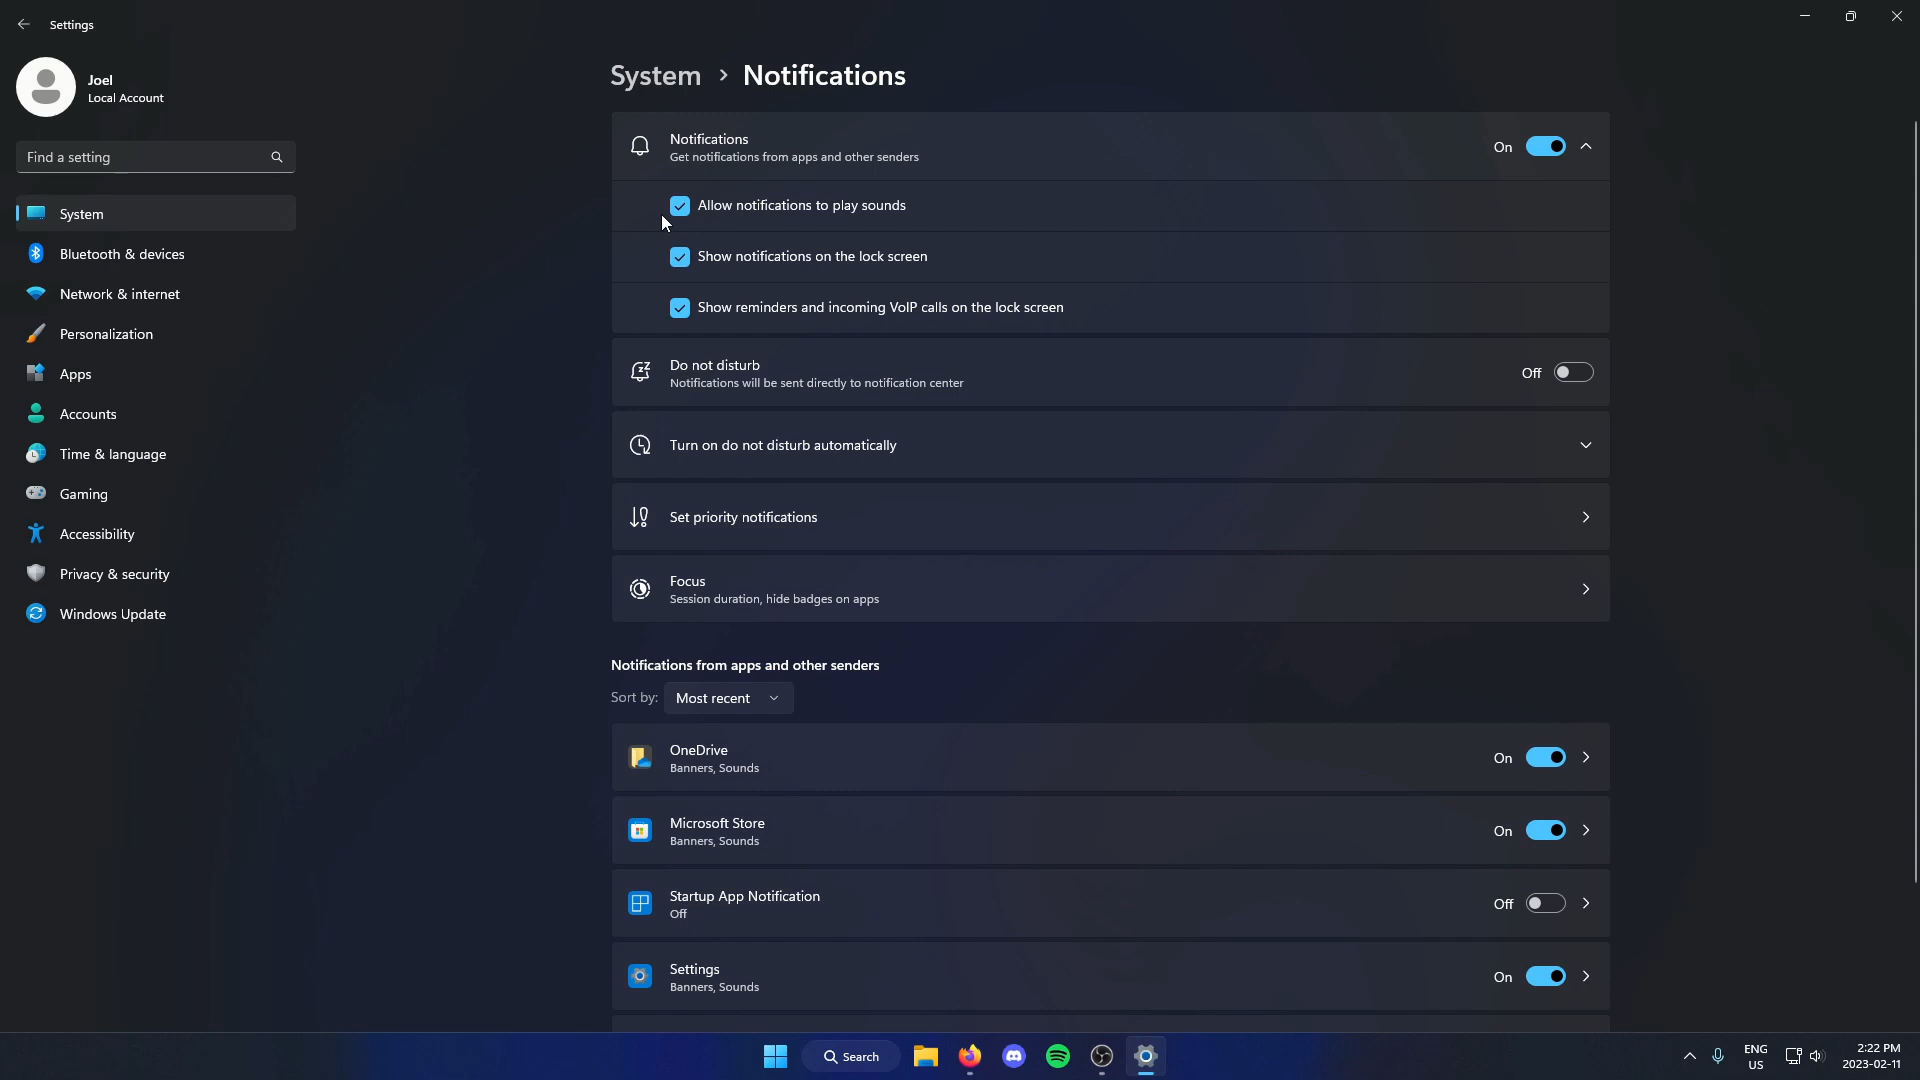 Settings
Joel
Local Account
Find a setting
System
Bluetooth & devices
Network & internet
Personalization
Apps
Accounts
Time & language
Gaming
Accessibility
Privacy & security
Windows Update
System > Notifications
Notifications
Get notifications from apps and other senders
On
Allow notifications to play sounds
Show notifications on the lock screen
Show reminders and incoming VoIP calls on the lock screen
Do not disturb
Notifications will be sent directly to notification center
Off
Turn on do not disturb automatically
Set priority notifications
Focus
Session duration, hide badges on apps
Notifications from apps and other senders
Sort by: Most recent
OneDrive
Banners, Sounds
On
Microsoft Store
Banners, Sounds
On
Startup App Notification
Off
Off
Settings
Banners, Sounds
On
Search
ENG
US
2:22 PM
2023-02-11